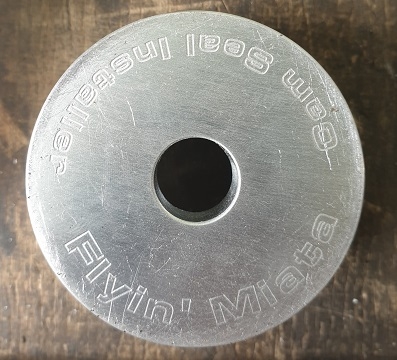 Cam Seal Installer
Flyin' Miata